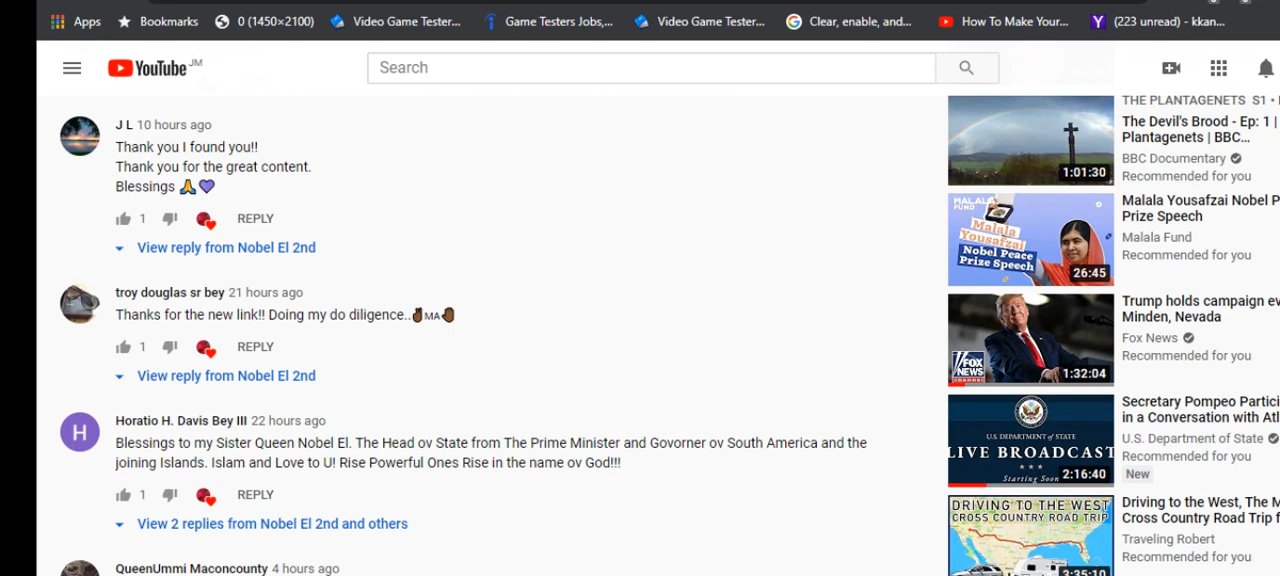 Apps
Bookmarks
0 (1450×2100)
Video Game Tester...
Game Testers Jobs,...
Video Game Tester...
Clear, enable, and...
How To Make Your...
(223 unread) - kkan...
YouTube JM
Search
J L 10 hours ago
Thank you I found you!!
Thank you for the great content.
Blessings 🙏💜
1 REPLY
View reply from Nobel El 2nd
troy douglas sr bey 21 hours ago
Thanks for the new link!! Doing my do diligence.. MA
1 REPLY
View reply from Nobel El 2nd
H
Horatio H. Davis Bey III 22 hours ago
Blessings to my Sister Queen Nobel El. The Head ov State from The Prime Minister and Govorner ov South America and the
joining Islands. Islam and Love to U! Rise Powerful Ones Rise in the name ov God!!!
1 REPLY
View 2 replies from Nobel El 2nd and others
QueenUmmi Maconcounty 4 hours ago
THE PLANTAGENETS S1 •
The Devil's Brood - Ep: 1 |
Plantagenets | BBC...
BBC Documentary
Recommended for you
1:01:30
MALALA
FUND
Malala
Yousafzai
Nobel Peace
Prize Speech
26:45
Malala Yousafzai Nobel P
Prize Speech
Malala Fund
Recommended for you
FOX
NEWS
channel
1:32:04
Trump holds campaign ev
Minden, Nevada
Fox News
Recommended for you
U.S. DEPARTMENT of STATE
LIVE BROADCAST
Starting Soon
2:16:40
Secretary Pompeo Partici
in a Conversation with Atl
U.S. Department of State
Recommended for you
New
DRIVING TO THE WEST
CROSS COUNTRY ROAD TRIP
3:35:10
Driving to the West, The M
Cross Country Road Trip f
Traveling Robert
Recommended for you